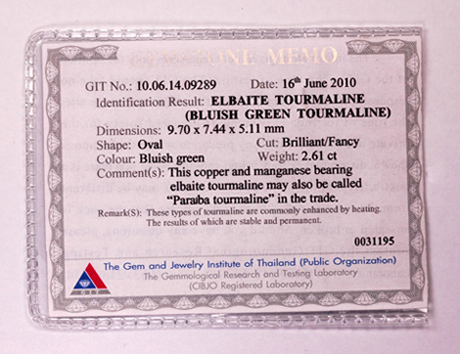 MEMO
GIT No.: 10.06.14.09289 Date: 16th June 2010
Identification Result: ELBAITE TOURMALINE
(BLUISH GREEN TOURMALINE)
Dimensions: 9.70 x 7.44 x 5.11 mm
Shape: Oval Cut: Brilliant/Fancy
Colour: Bluish green Weight: 2.61 ct
Comment(s): This copper and manganese bearing
elbaite tourmaline may also be called
"Paraba tourmaline" in the trade.
Remark(s): These types of tourmaline are commonly enhanced by heating.
The results of which are stable and permanent.
0031195
The Gem and Jewelry Institute of Thailand (Public Organization)
The Gemmological Research and Testing Laboratory
(CIBJO Registered Laboratory)